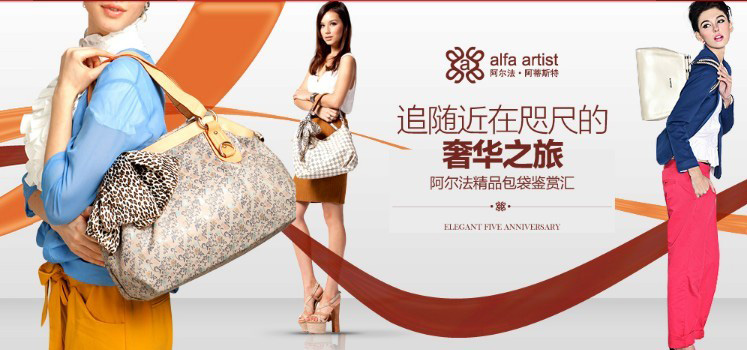 alfa artist
阿尔法·阿蒂斯特
追随近在咫尺的
奢华之旅
阿尔法精品包袋鉴赏汇
ELEGANT FIVE ANNIVERSARY